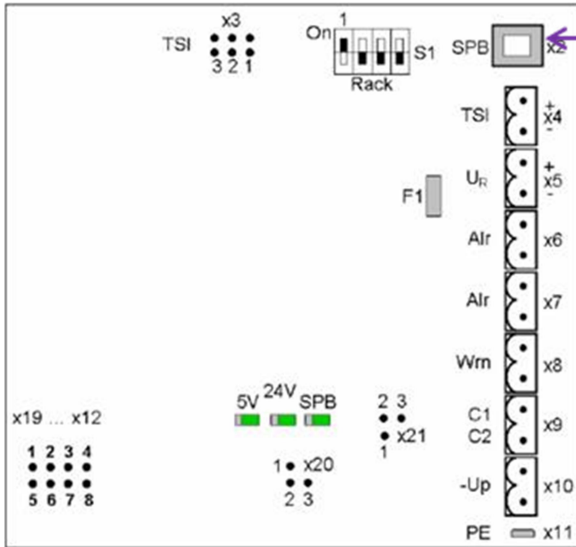 x3
TSI
3 2 1
1
On
S1
Rack
SPB
x2
TSI
+
x4
-
UR
+
x5
-
F1
Alr
x6
Alr
x7
Wrn
x8
C1
C2
x9
-Up
x10
PE
x11
5V
24V
SPB
2 3
x21
1
x19 ... x12
1 2 3 4
5 6 7 8
1
x20
2 3